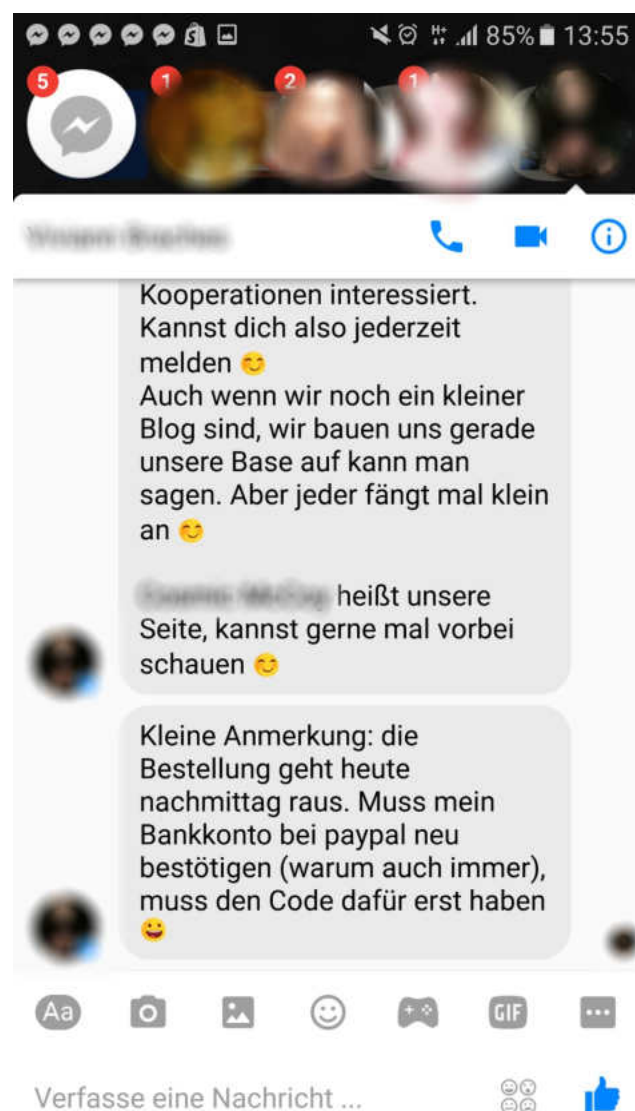 85% 13:55
5 1 2 1
Kooperationen interessiert.
Kannst dich also jederzeit
melden 😊
Auch wenn wir noch ein kleiner
Blog sind, wir bauen uns gerade
unsere Base auf kann man
sagen. Aber jeder fängt mal klein
an 😊
heißt unsere
Seite, kannst gerne mal vorbei
schauen 😊
Kleine Anmerkung: die
Bestellung geht heute
nachmittag raus. Muss mein
Bankkonto bei paypal neu
bestötigen (warum auch immer),
muss den Code dafür erst haben
😀
Aa GIF
Verfasse eine Nachricht ...